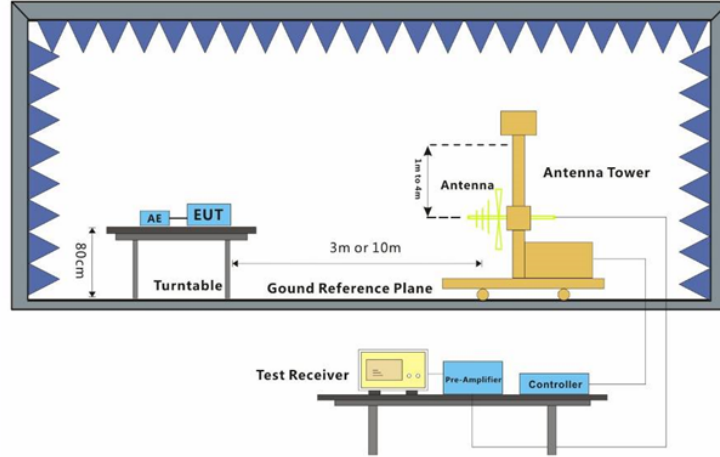 1m to 4m
Antenna
Antenna Tower
AE
EUT
80cm
3m or 10m
Turntable
Gound Reference Plane
Test Receiver
Pre-Amplifier
Controller